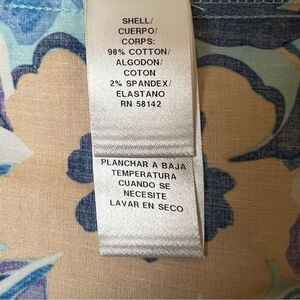 SHELL/
CUERPO/
CORPS:
98% COTTON/
ALGODON/
COTON
2% SPANDEX/
ELASTANO
RN 58142
PLANCHAR A BAJA
TEMPERATURA
CUANDO SE
NECESITE
LAVAR EN SECO